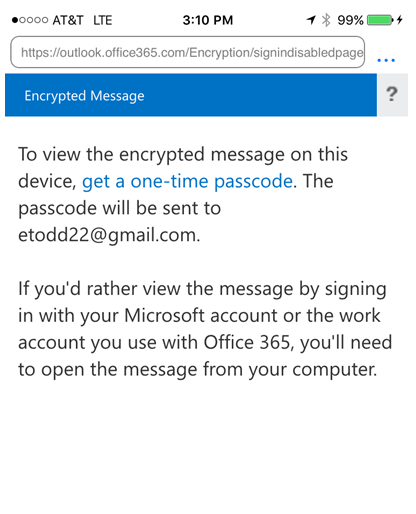 AT&T LTE 3:10 PM 99%
https://outlook.office365.com/Encryption/signindisabledpage
...
Encrypted Message ?
To view the encrypted message on this
device, get a one-time passcode. The
passcode will be sent to
etodd22@gmail.com.
If you'd rather view the message by signing
in with your Microsoft account or the work
account you use with Office 365, you'll need
to open the message from your computer.